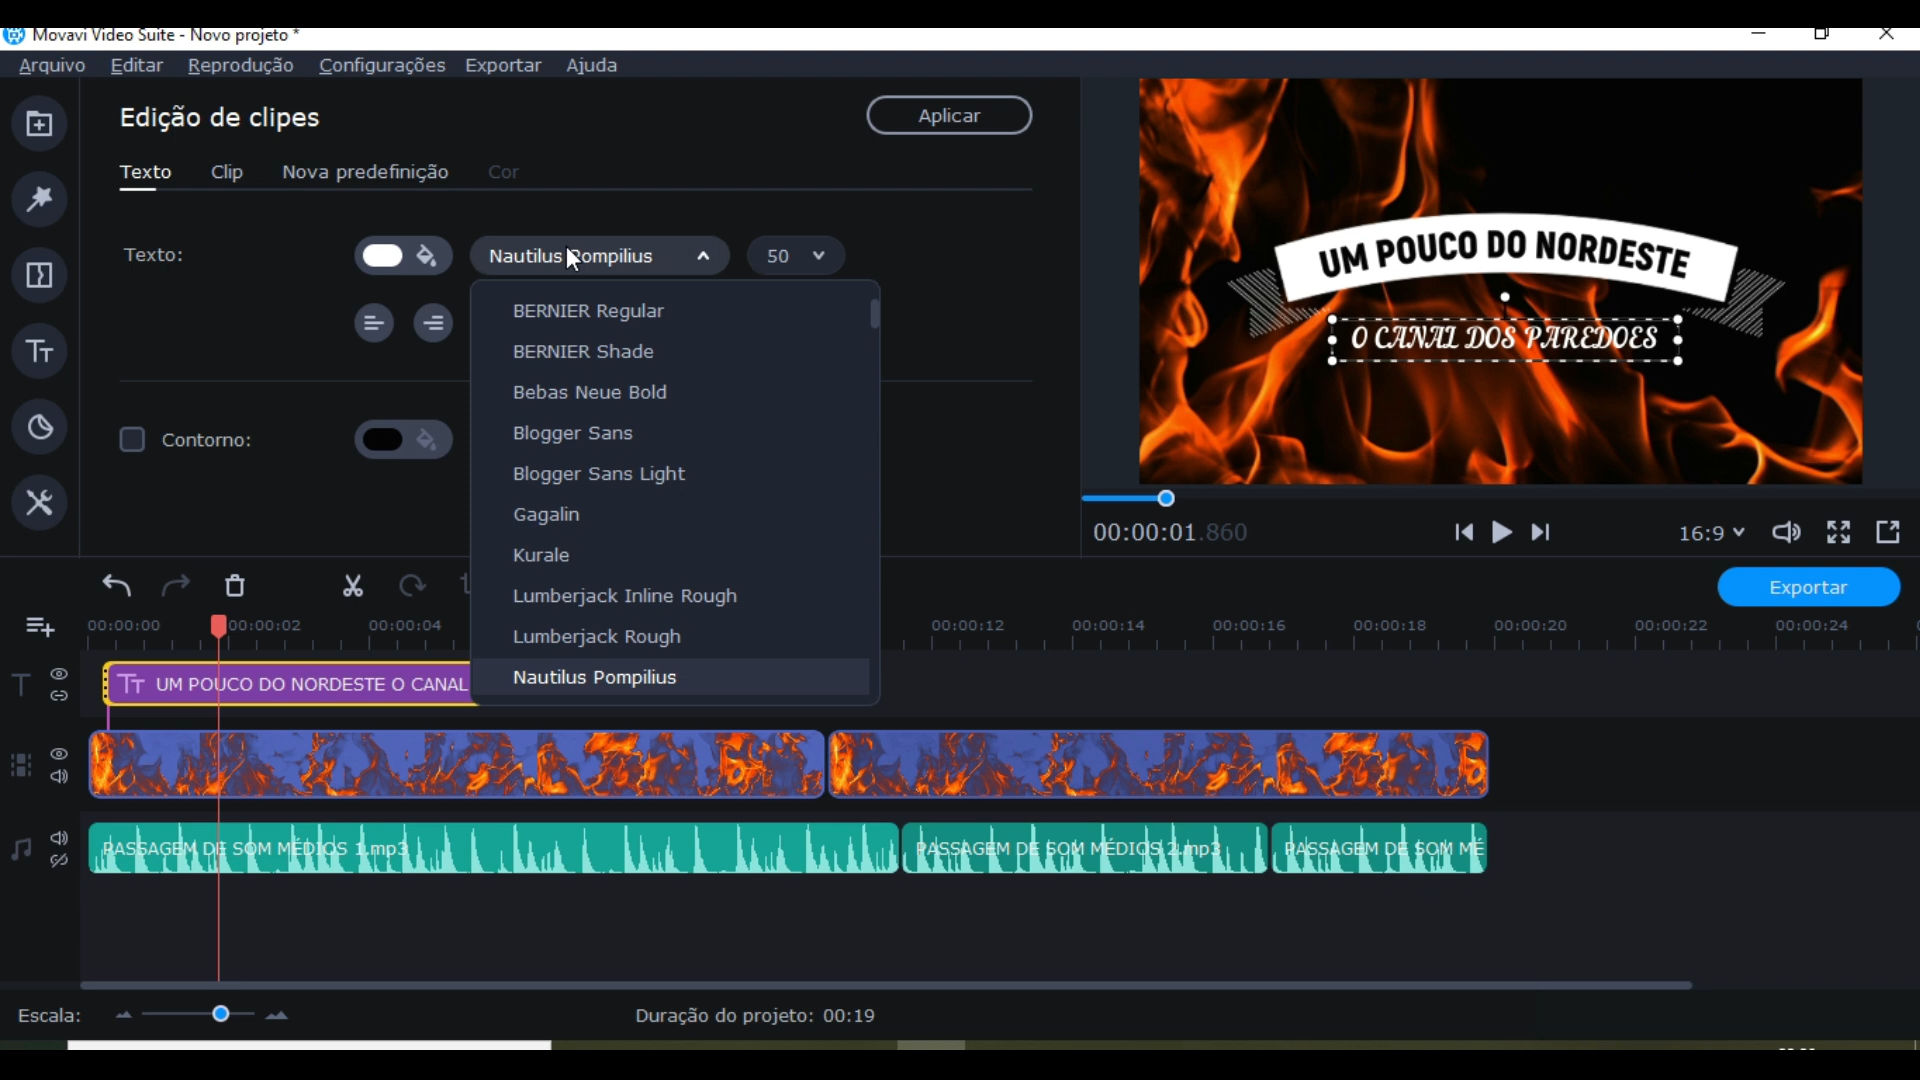 Movavi Video Suite - Novo projeto *
Arquivo Editar Reprodução Configurações Exportar Ajuda
Edição de clipes
Aplicar
Texto Clip Nova predefinição Cor
Texto:
Nautilus Pompilius
50
BERNIER Regular
BERNIER Shade
Bebas Neue Bold
Blogger Sans
Blogger Sans Light
Gagalin
Kurale
Lumberjack Inline Rough
Lumberjack Rough
Nautilus Pompilius
Contorno:
UM POUCO DO NORDESTE
O CANAL DOS PAREDOES
00:00:01.860
16:9
Exportar
00:00:00 00:00:02 00:00:04 00:00:12 00:00:14 00:00:16 00:00:18 00:00:20 00:00:22 00:00:24
UM POUCO DO NORDESTE O CANAL
PASSAGEM DE SOM MÉDIOS 1.mp3
PASSAGEM DE SOM MÉDIOS 2.mp3
PASSAGEM DE SOM MÉ
Escala:
Duração do projeto: 00:19